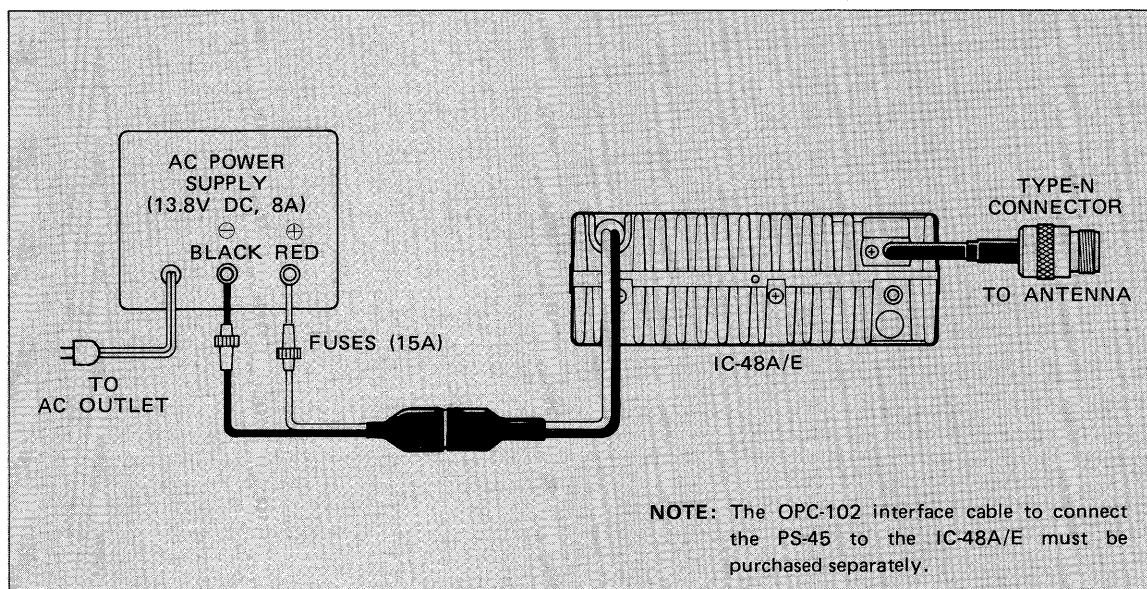 AC POWER
SUPPLY
(13.8V DC, 8A)
⊖ ⊕
BLACK RED
FUSES (15A)
TO
AC OUTLET
IC-48A/E
TYPE-N
CONNECTOR
TO ANTENNA
NOTE: The OPC-102 interface cable to connect
the PS-45 to the IC-48A/E must be
purchased separately.